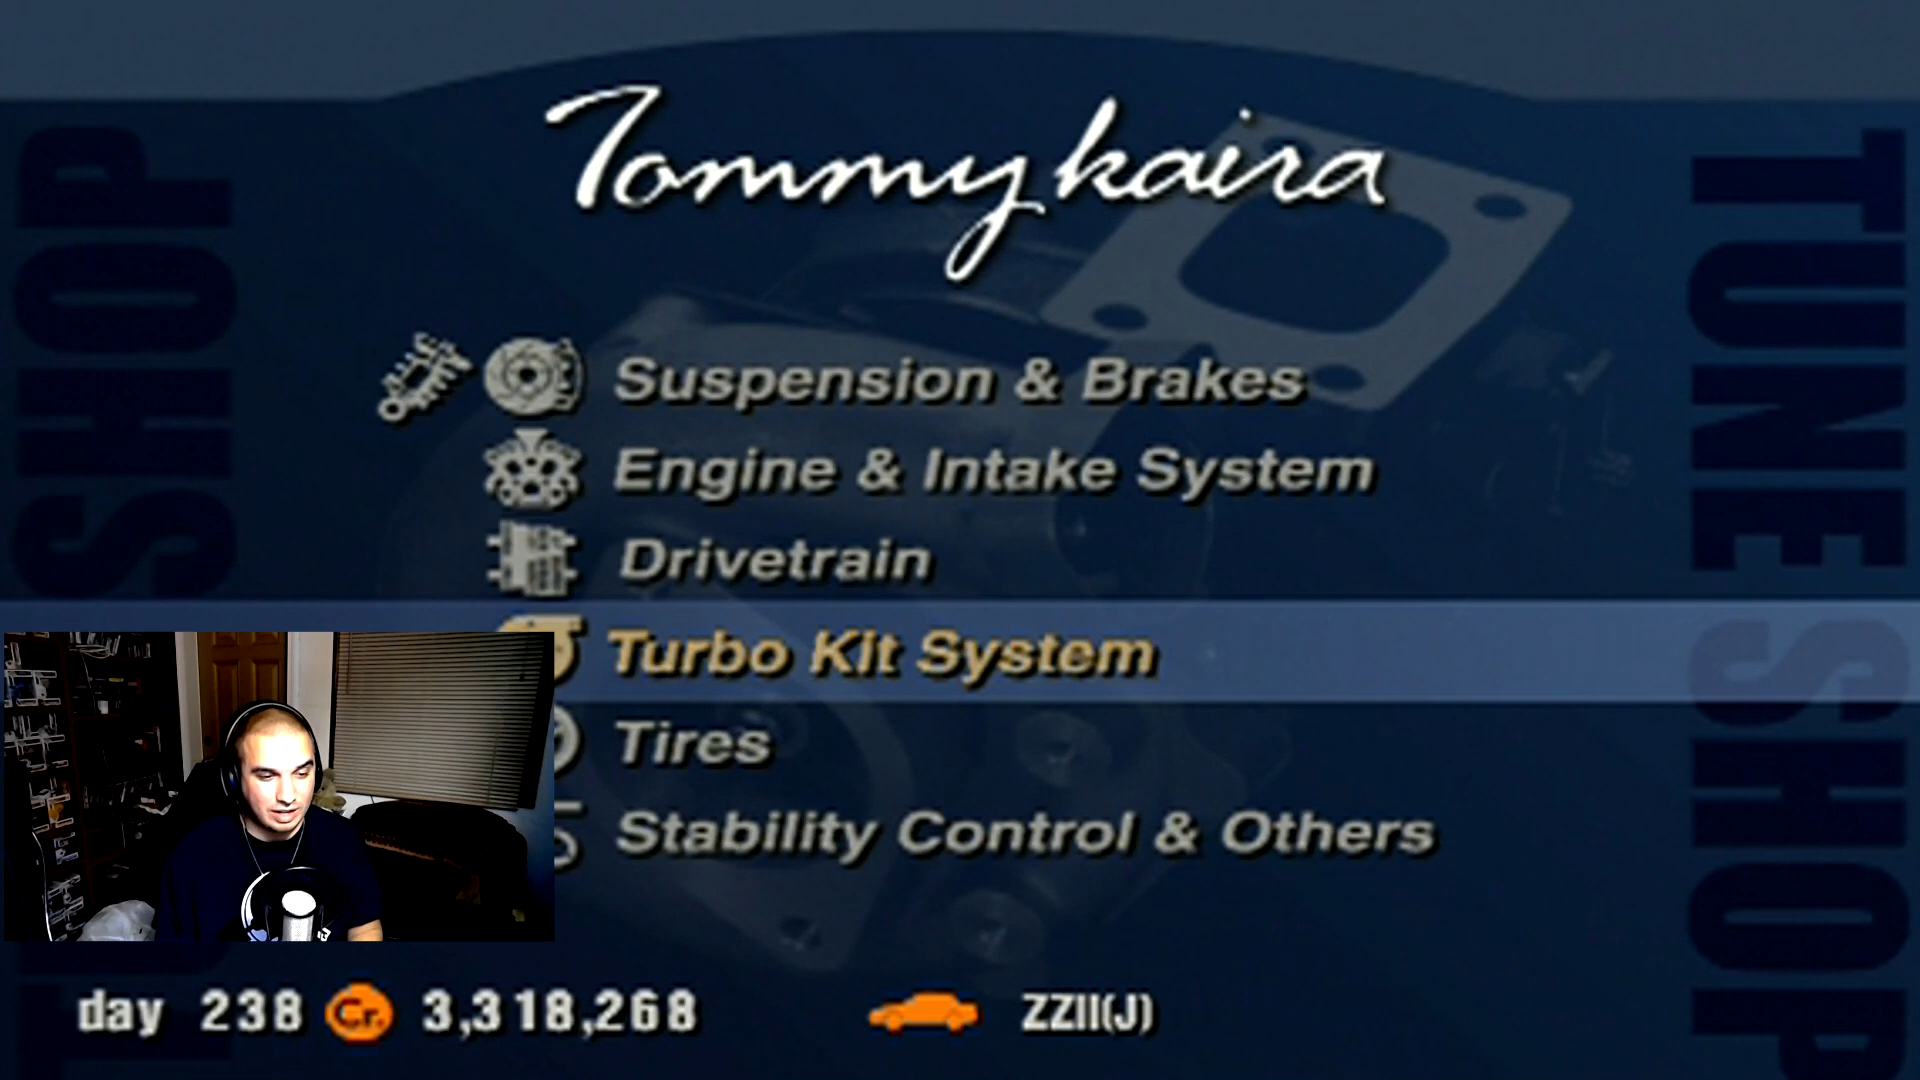 Tommykaira
Suspension & Brakes
Engine & Intake System
Drivetrain
Turbo Kit System
Tires
Stability Control & Others
day 238 Cr. 3,318,268 ZZII(J)
TUNE SHOP
SHOP